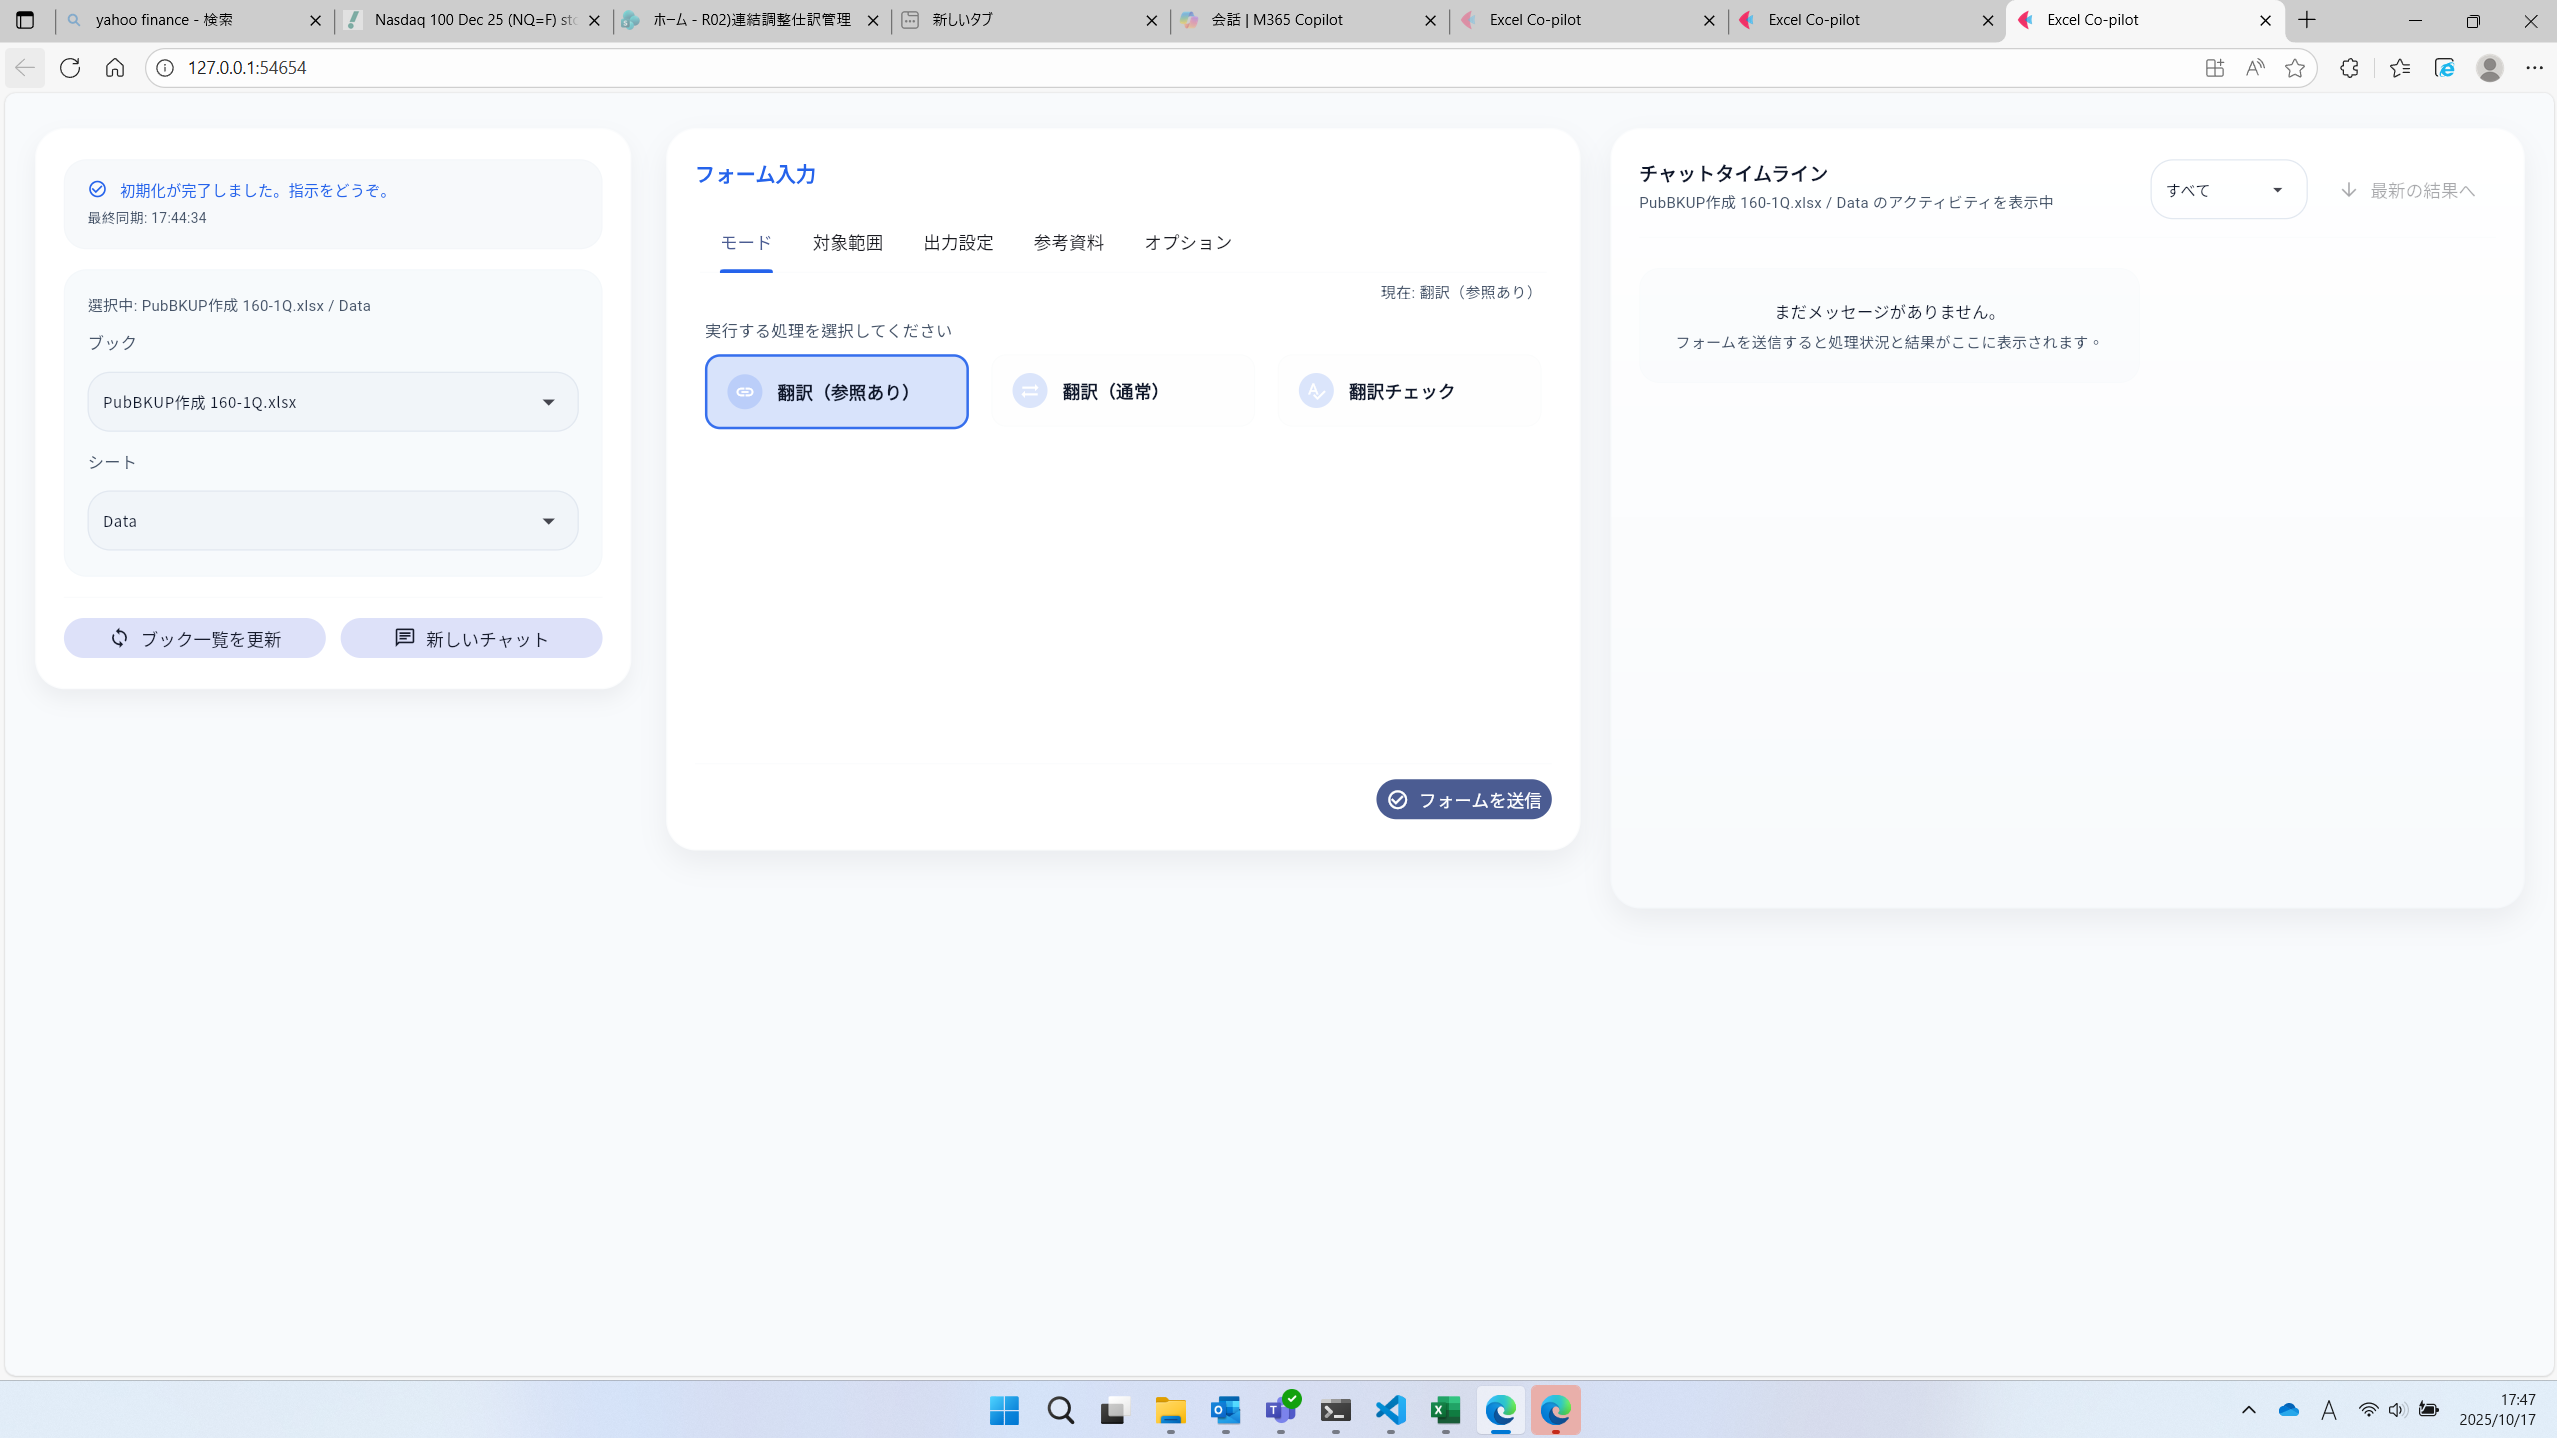 yahoo finance - 検索
Nasdaq 100 Dec 25 (NQ=F) sto
ホーム - R02)連結調整仕訳管理
新しいタブ
会話 | M365 Copilot
Excel Co-pilot
Excel Co-pilot
Excel Co-pilot
127.0.0.1:54654
初期化が完了しました。指示をどうぞ。
最終同期: 17:44:34
選択中: PubBKUP作成 160-1Q.xlsx / Data
ブック
PubBKUP作成 160-1Q.xlsx
シート
Data
ブック一覧を更新
新しいチャット
フォーム入力
モード
対象範囲
出力設定
参考資料
オプション
現在: 翻訳（参照あり）
実行する処理を選択してください
翻訳（参照あり）
翻訳（通常）
翻訳チェック
フォームを送信
チャットタイムライン
PubBKUP作成 160-1Q.xlsx / Data のアクティビティを表示中
すべて
最新の結果へ
まだメッセージがありません。
フォームを送信すると処理状況と結果がここに表示されます。
17:47
2025/10/17